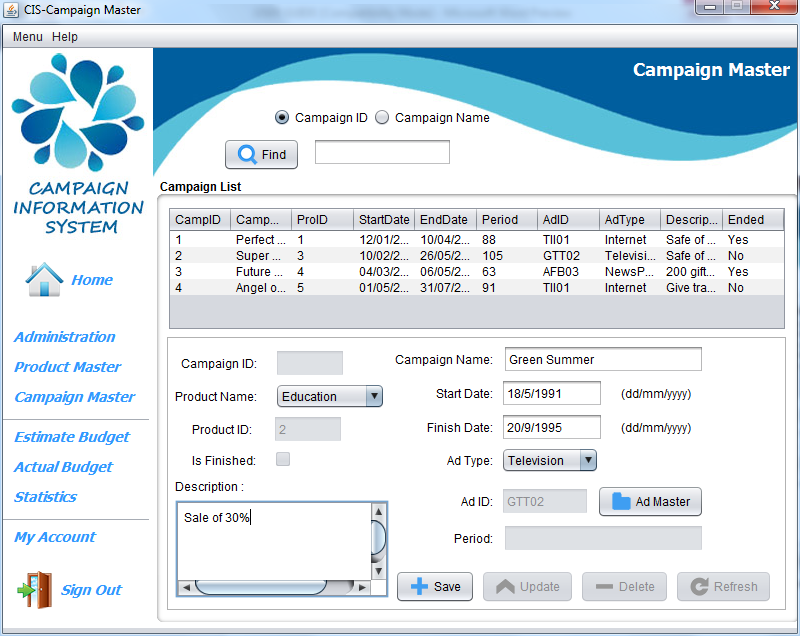 CIS-Campaign Master
Menu Help
Campaign Master
Campaign ID Campaign Name
Find
CAMPAIGN
INFORMATION
SYSTEM
Campaign List
CampID Camp... ProID StartDate EndDate Period AdID AdType Descrip... Ended
1 Perfect ... 1 12/01/2... 10/04/2... 88 TII01 Internet Safe of ... Yes
2 Super ... 3 10/02/2... 26/05/2... 105 GTT02 Televisi... Safe of ... No
3 Future ... 4 04/03/2... 06/05/2... 63 AFB03 NewsP... 200 gift... Yes
4 Angel o... 5 01/05/2... 31/07/2... 91 TII01 Internet Give tra... No
Home
Administration
Product Master
Campaign Master
Estimate Budget
Actual Budget
Statistics
My Account
Sign Out
Campaign ID:
Campaign Name: Green Summer
Product Name: Education
Start Date: 18/5/1991 (dd/mm/yyyy)
Product ID: 2
Finish Date: 20/9/1995 (dd/mm/yyyy)
Is Finished:
Ad Type: Television
Description :
Sale of 30%
Ad ID: GTT02 Ad Master
Period:
Save Update Delete Refresh